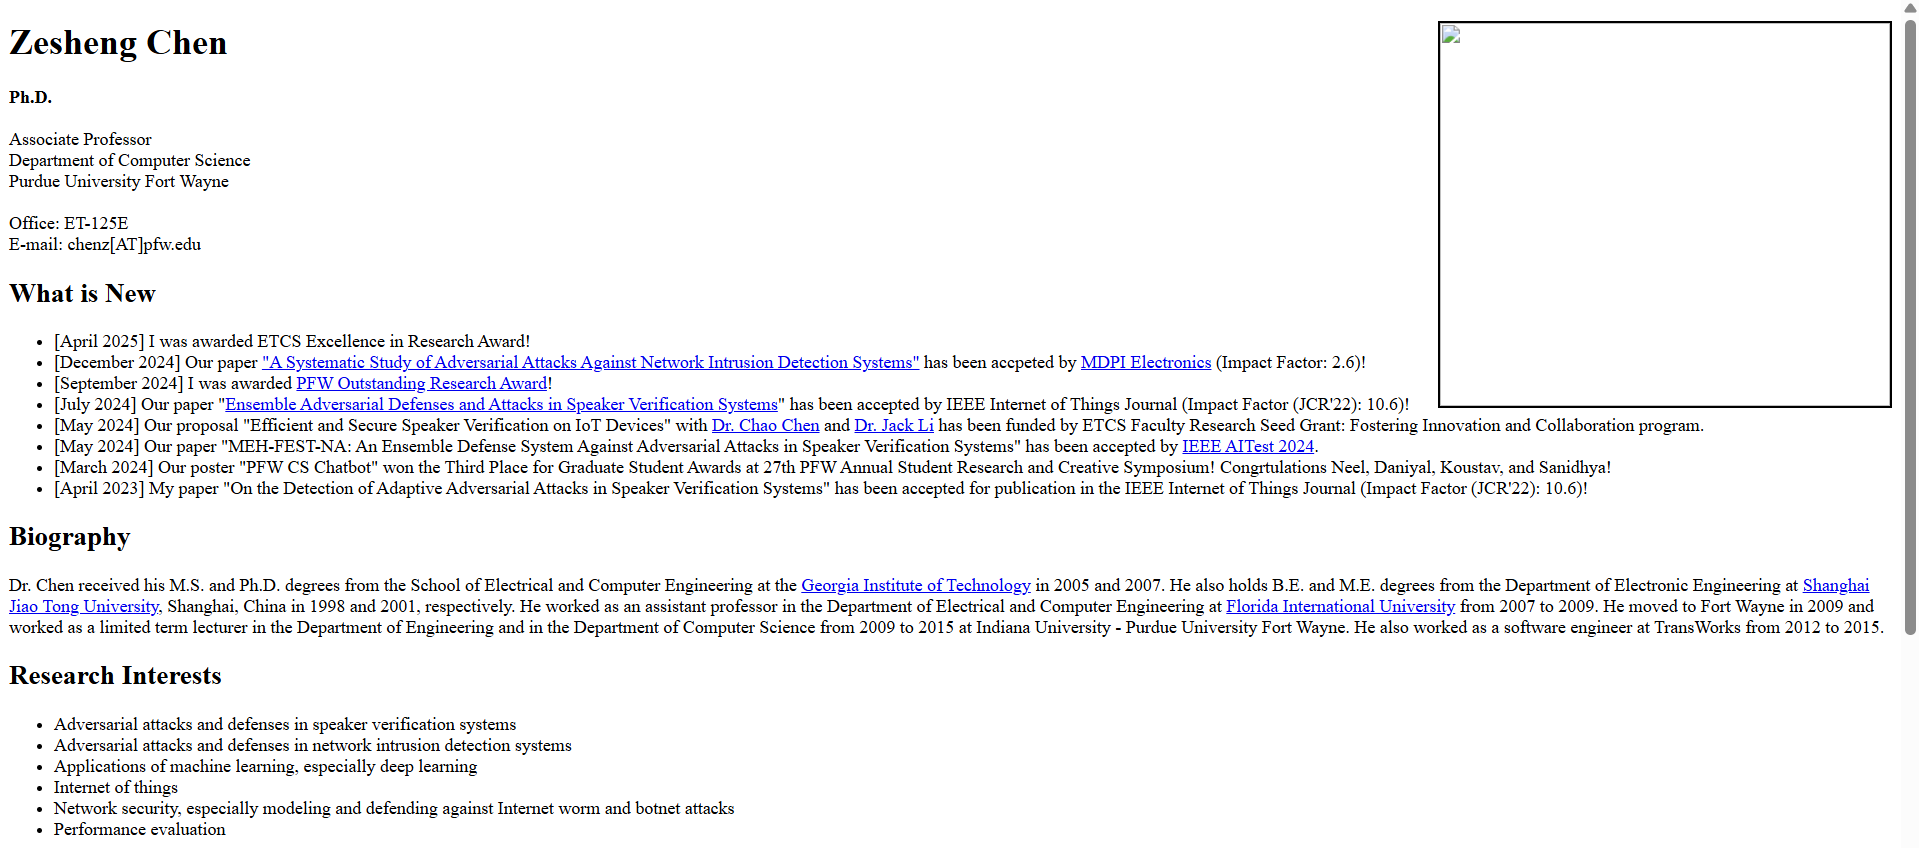 Zesheng Chen
Ph.D.
Associate Professor
Department of Computer Science
Purdue University Fort Wayne
Office: ET-125E
E-mail: chenz[AT]pfw.edu
What is New
[April 2025] I was awarded ETCS Excellence in Research Award!
[December 2024] Our paper "A Systematic Study of Adversarial Attacks Against Network Intrusion Detection Systems" has been accpeted by MDPI Electronics (Impact Factor: 2.6)!
[September 2024] I was awarded PFW Outstanding Research Award!
[July 2024] Our paper "Ensemble Adversarial Defenses and Attacks in Speaker Verification Systems" has been accepted by IEEE Internet of Things Journal (Impact Factor (JCR'22): 10.6)!
[May 2024] Our proposal "Efficient and Secure Speaker Verification on IoT Devices" with Dr. Chao Chen and Dr. Jack Li has been funded by ETCS Faculty Research Seed Grant: Fostering Innovation and Collaboration program.
[May 2024] Our paper "MEH-FEST-NA: An Ensemble Defense System Against Adversarial Attacks in Speaker Verification Systems" has been accepted by IEEE AITest 2024.
[March 2024] Our poster "PFW CS Chatbot" won the Third Place for Graduate Student Awards at 27th PFW Annual Student Research and Creative Symposium! Congrtulations Neel, Daniyal, Koustav, and Sanidhya!
[April 2023] My paper "On the Detection of Adaptive Adversarial Attacks in Speaker Verification Systems" has been accepted for publication in the IEEE Internet of Things Journal (Impact Factor (JCR'22): 10.6)!
Biography
Dr. Chen received his M.S. and Ph.D. degrees from the School of Electrical and Computer Engineering at the Georgia Institute of Technology in 2005 and 2007. He also holds B.E. and M.E. degrees from the Department of Electronic Engineering at Shanghai
Jiao Tong University, Shanghai, China in 1998 and 2001, respectively. He worked as an assistant professor in the Department of Electrical and Computer Engineering at Florida International University from 2007 to 2009. He moved to Fort Wayne in 2009 and
worked as a limited term lecturer in the Department of Engineering and in the Department of Computer Science from 2009 to 2015 at Indiana University - Purdue University Fort Wayne. He also worked as a software engineer at TransWorks from 2012 to 2015.
Research Interests
Adversarial attacks and defenses in speaker verification systems
Adversarial attacks and defenses in network intrusion detection systems
Applications of machine learning, especially deep learning
Internet of things
Network security, especially modeling and defending against Internet worm and botnet attacks
Performance evaluation